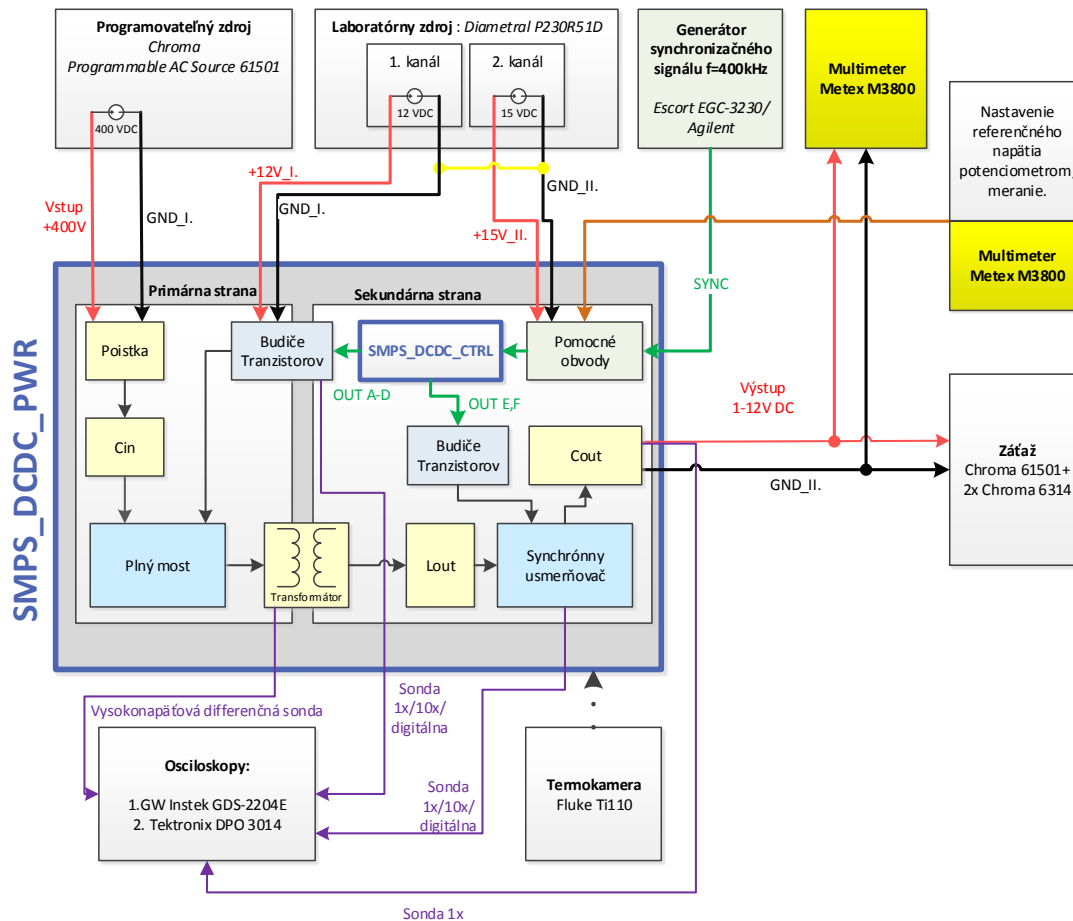 Programovateľný zdroj
Chroma
Programmable AC Source 61501
400 VDC
Laboratórny zdroj : Diametral P230R51D
1. kanál
12 VDC
2. kanál
15 VDC
Generátor
synchronizačného
signálu f=400kHz
Escort EGC-3230/
Agilent
Multimeter
Metex M3800
Nastavenie
referenčného
napätia
potenciometrom,
meranie.
Multimeter
Metex M3800
Vstup
+400V
GND_I.
+12V_I.
GND_I.
+15V_II.
GND_II.
SYNC
SMPS_DCDC_PWR
Primárna strana
Sekundárna strana
Poistka
Budiče
Tranzistorov
SMPS_DCDC_CTRL
Pomocné
obvody
OUT A-D
OUT E,F
Cin
Budiče
Tranzistorov
Cout
Výstup
1-12V DC
GND_II.
Záťaž
Chroma 61501+
2x Chroma 6314
Plný most
Transformátor
Lout
Synchrónny
usmerňovač
Vysokonapäťová differenčná sonda
Sonda
1x/10x/
digitálna
Osciloskopy:
1.GW Instek GDS-2204E
2. Tektronix DPO 3014
Sonda
1x/10x/
digitálna
Termokamera
Fluke Ti110
Sonda 1x